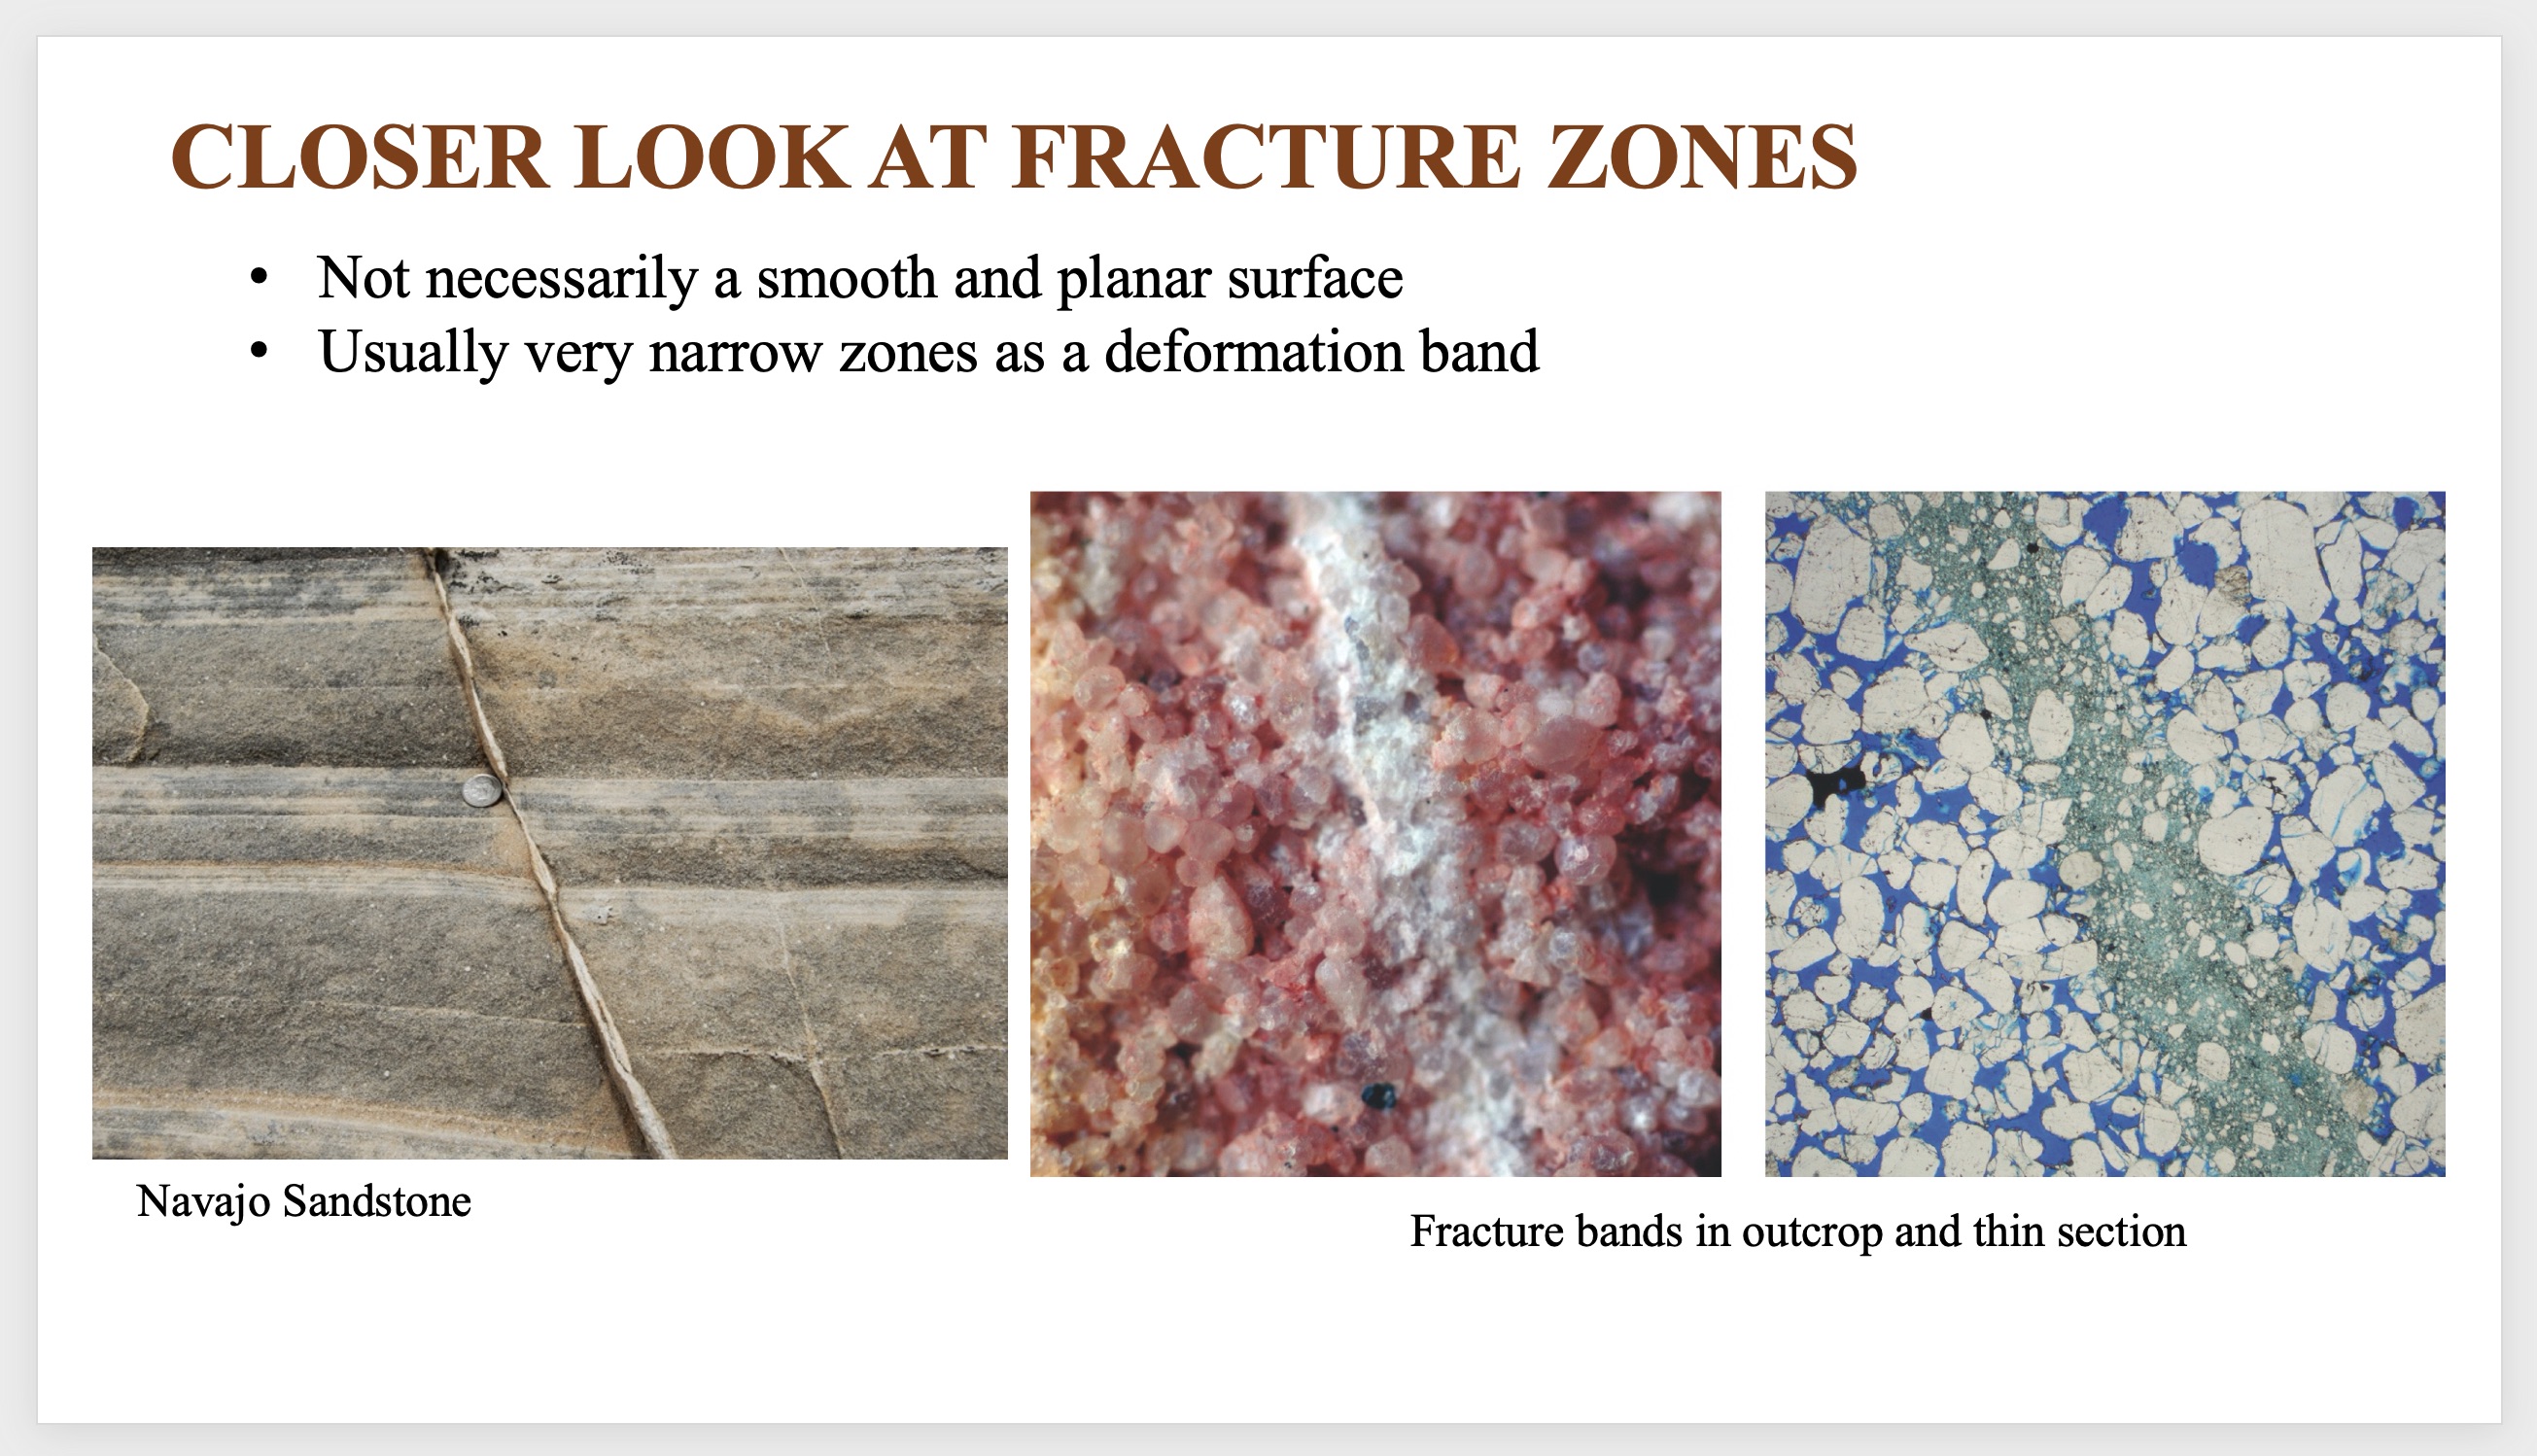 CLOSER LOOK AT FRACTURE ZONES
• Not necessarily a smooth and planar surface
• Usually very narrow zones as a deformation band
Navajo Sandstone
Fracture bands in outcrop and thin section